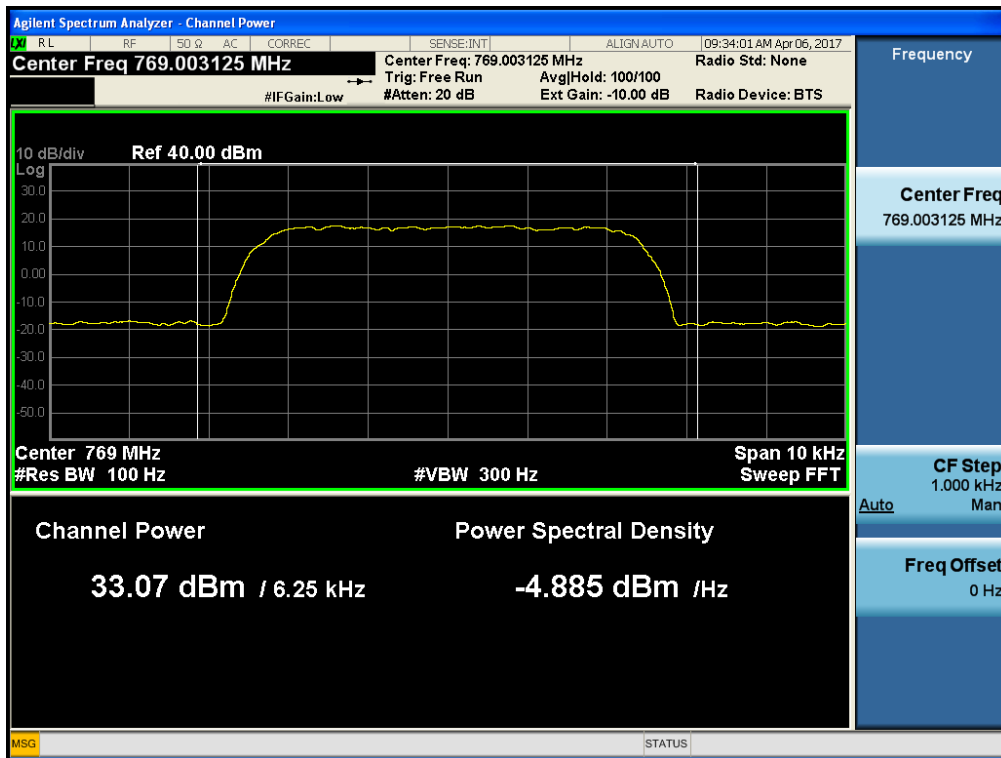 Agilent Spectrum Analyzer - Channel Power
LXI RL RF 50 Ω AC CORREC SENSE:INT ALIGN AUTO 09:34:01 AM Apr 06, 2017
Center Freq 769.003125 MHz
Center Freq: 769.003125 MHz
Radio Std: None
Trig: Free Run Avg|Hold: 100/100
#IFGain:Low
#Atten: 20 dB Ext Gain: -10.00 dB Radio Device: BTS
10 dB/div Ref 40.00 dBm
Log
30.0
20.0
10.0
0.00
-10.0
-20.0
-30.0
-40.0
-50.0
Center 769 MHz Span 10 kHz
#Res BW 100 Hz #VBW 300 Hz Sweep FFT
Channel Power Power Spectral Density
33.07 dBm / 6.25 kHz -4.885 dBm /Hz
Frequency
Center Freq
769.003125 MHz
CF Step
1.000 kHz
Auto Man
Freq Offset
0 Hz
MSG STATUS